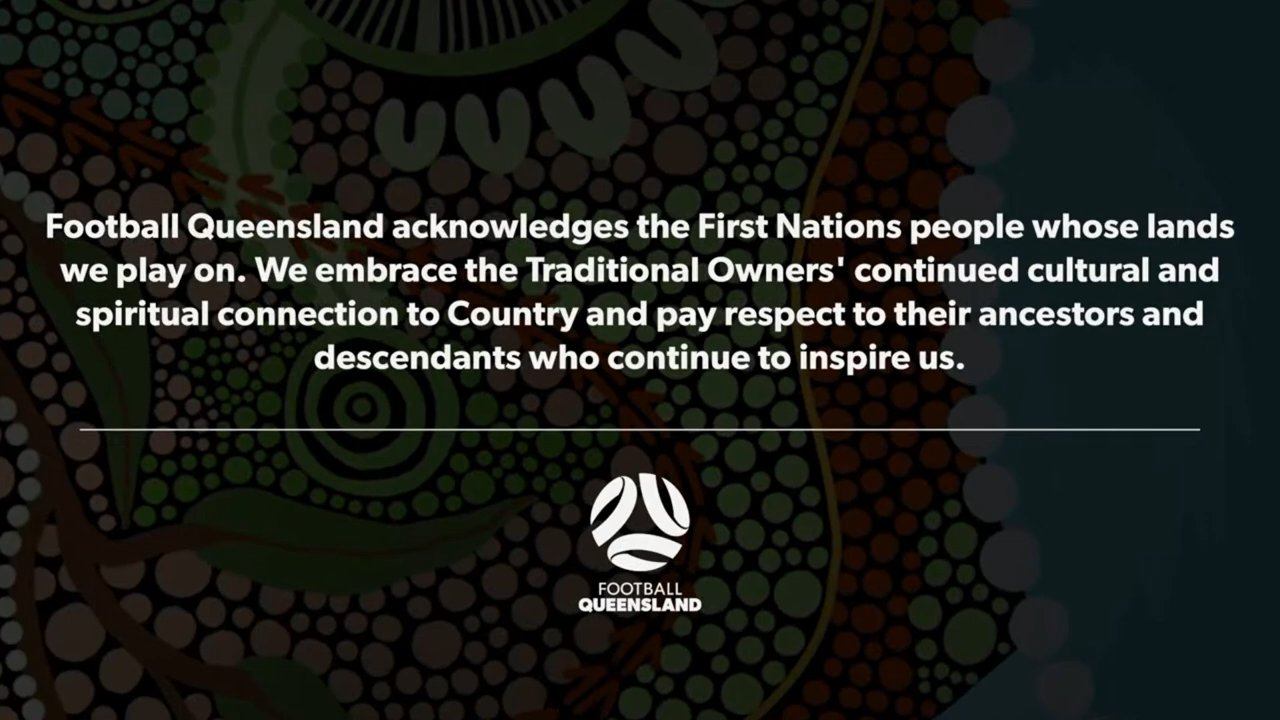 Football Queensland acknowledges the First Nations people whose lands
we play on. We embrace the Traditional Owners' continued cultural and
spiritual connection to Country and pay respect to their ancestors and
descendants who continue to inspire us.
FOOTBALL
QUEENSLAND